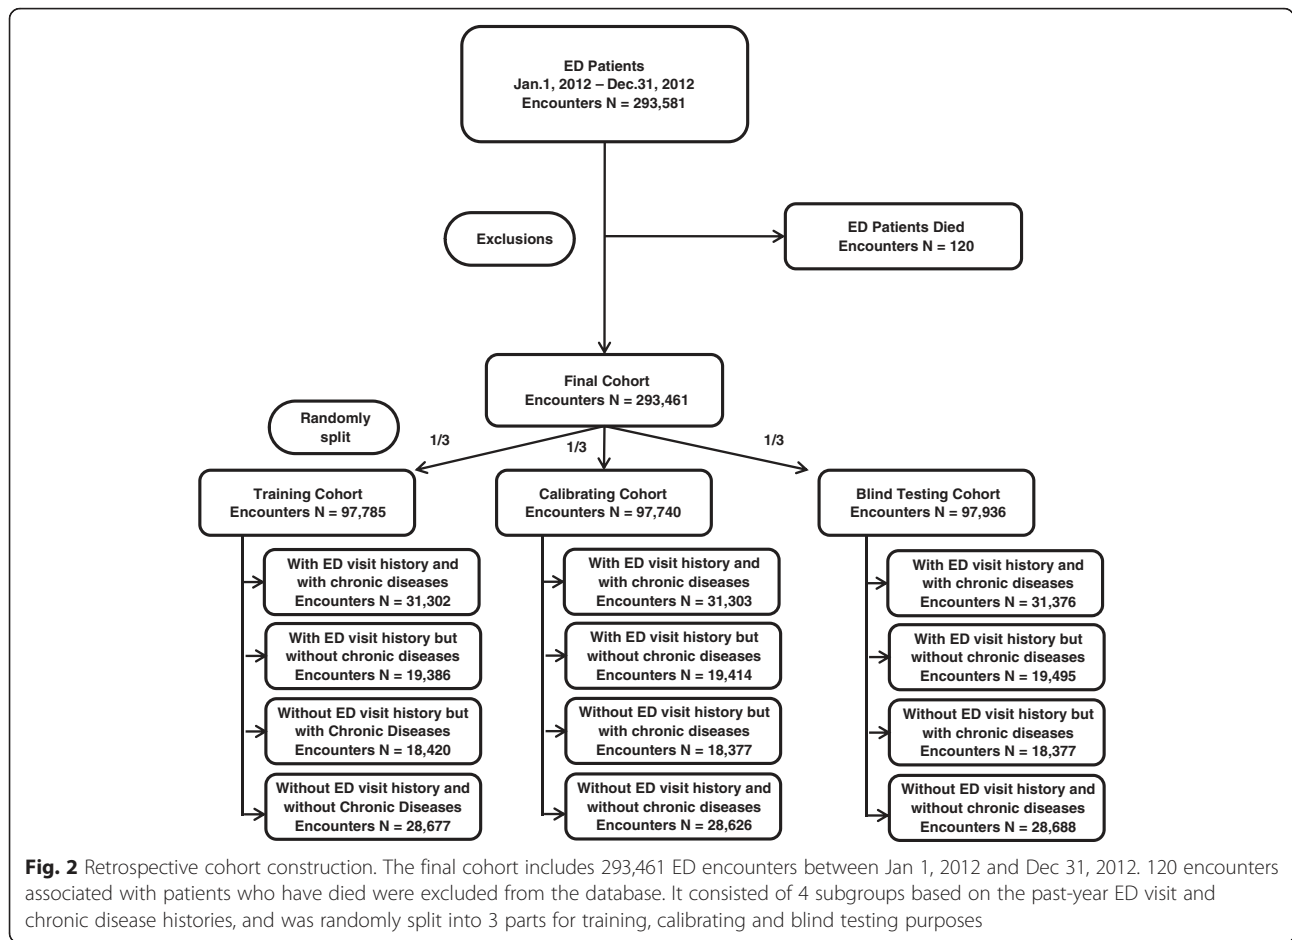 ED Patients
Jan.1, 2012 – Dec.31, 2012
Encounters N = 293,581
Exclusions
ED Patients Died
Encounters N = 120
Final Cohort
Encounters N = 293,461
Randomly
split
1/3
1/3
1/3
Training Cohort
Encounters N = 97,785
With ED visit history and
with chronic diseases
Encounters N = 31,302
With ED visit history but
without chronic diseases
Encounters N = 19,386
Without ED visit history but
with Chronic Diseases
Encounters N = 18,420
Without ED visit history and
without Chronic Diseases
Encounters N = 28,677
Calibrating Cohort
Encounters N = 97,740
With ED visit history and
with chronic diseases
Encounters N = 31,303
With ED visit history but
without chronic diseases
Encounters N = 19,414
Without ED visit history but
with chronic diseases
Encounters N = 18,377
Without ED visit history and
without chronic diseases
Encounters N = 28,626
Blind Testing Cohort
Encounters N = 97,936
With ED visit history and
with chronic diseases
Encounters N = 31,376
With ED visit history but
without chronic diseases
Encounters N = 19,495
Without ED visit history but
with chronic diseases
Encounters N = 18,377
Without ED visit history and
without chronic diseases
Encounters N = 28,688
Fig. 2 Retrospective cohort construction. The final cohort includes 293,461 ED encounters between Jan 1, 2012 and Dec 31, 2012. 120 encounters
associated with patients who have died were excluded from the database. It consisted of 4 subgroups based on the past-year ED visit and
chronic disease histories, and was randomly split into 3 parts for training, calibrating and blind testing purposes